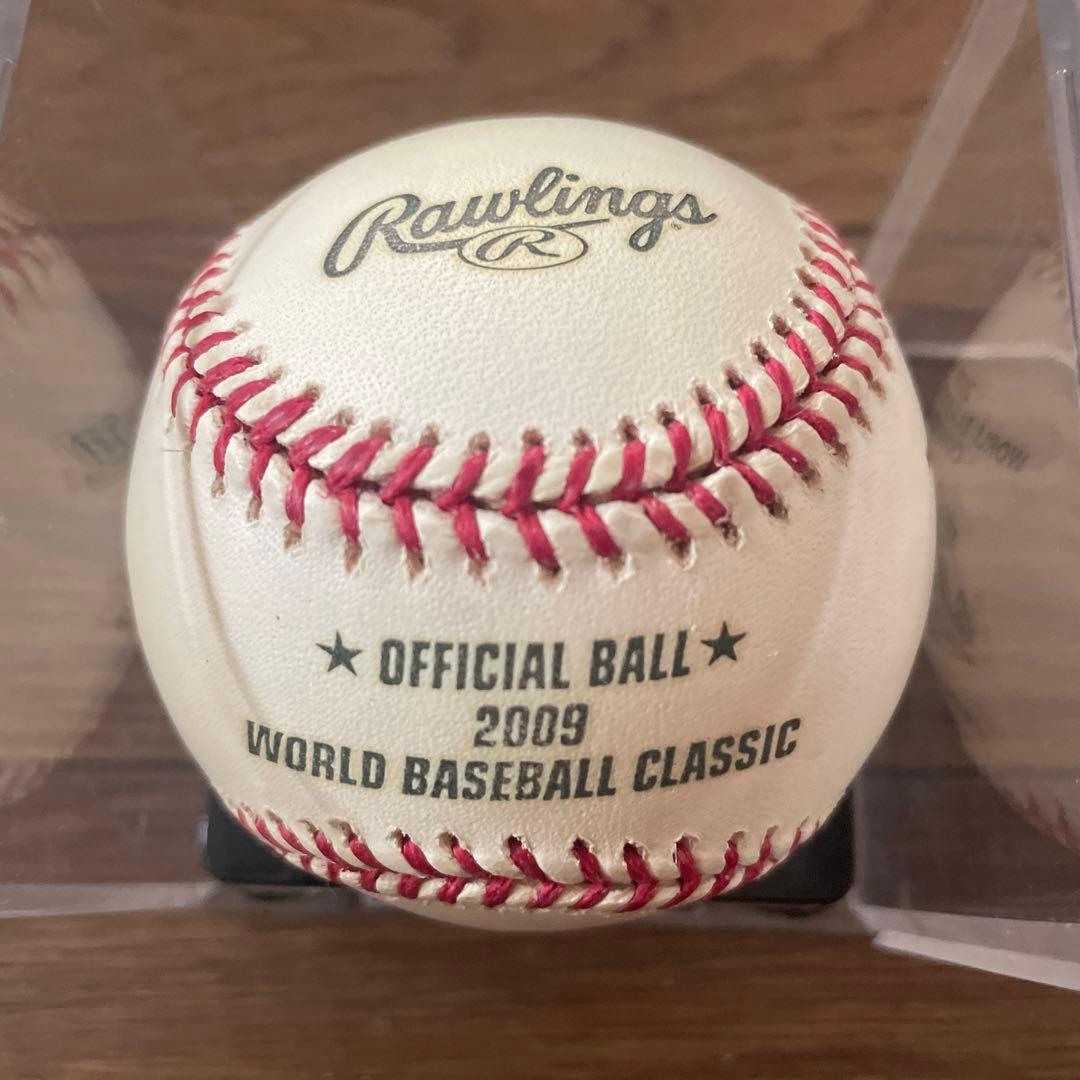 Rawlings
R
★ OFFICIAL BALL ★
2009
WORLD BASEBALL CLASSIC